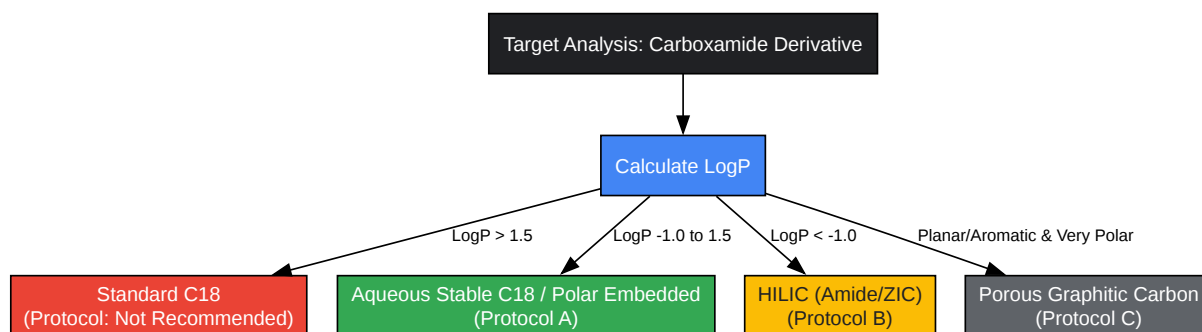 Target Analysis: Carboxamide Derivative
Calculate LogP
LogP > 1.5
LogP -1.0 to 1.5
LogP < -1.0
Planar/Aromatic & Very Polar
Standard C18
(Protocol: Not Recommended)
Aqueous Stable C18 / Polar Embedded
(Protocol A)
HILIC (Amide/ZIC)
(Protocol B)
Porous Graphitic Carbon
(Protocol C)